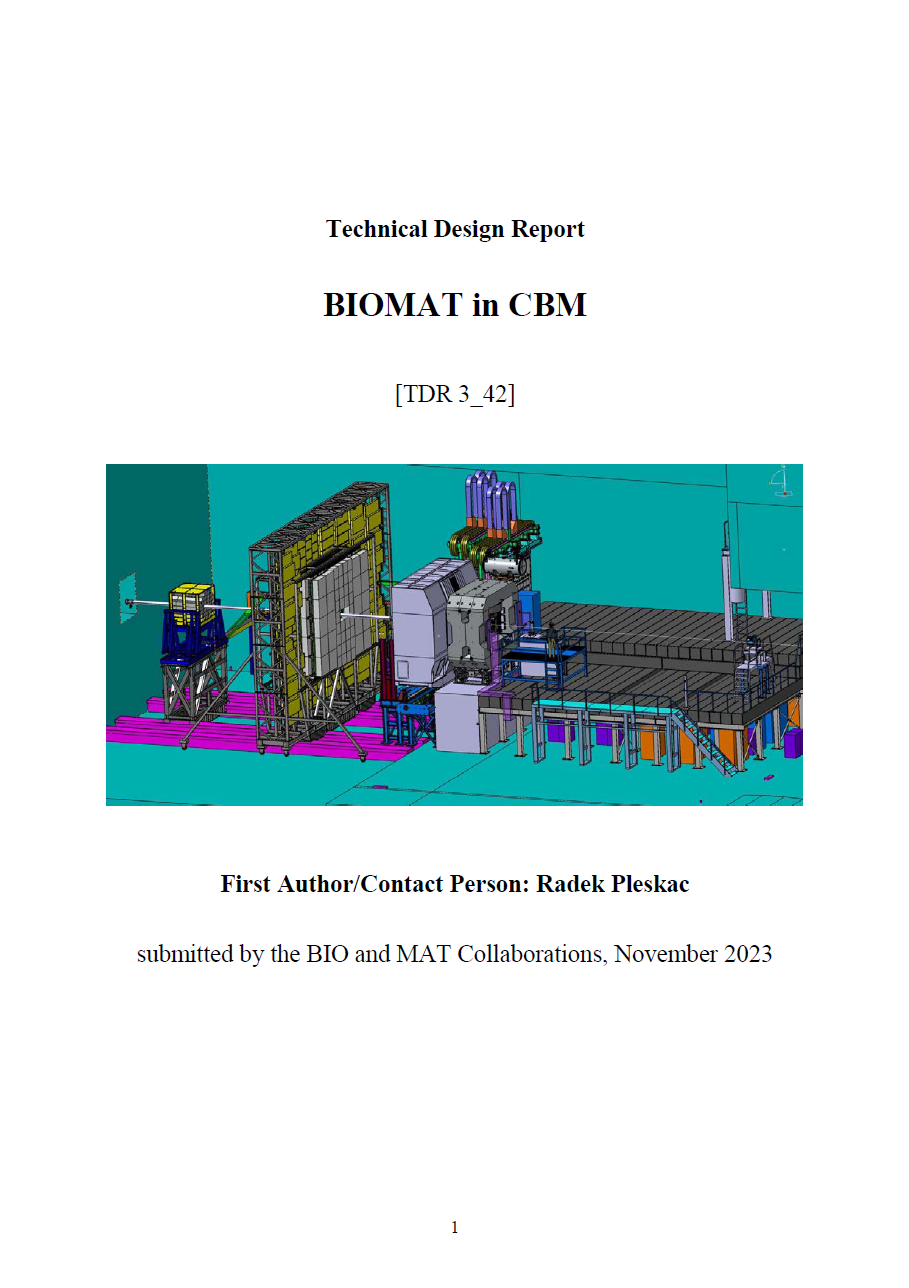 Technical Design Report
BIOMAT in CBM
[TDR 3_42]
First Author/Contact Person: Radek Pleskac
submitted by the BIO and MAT Collaborations, November 2023
1